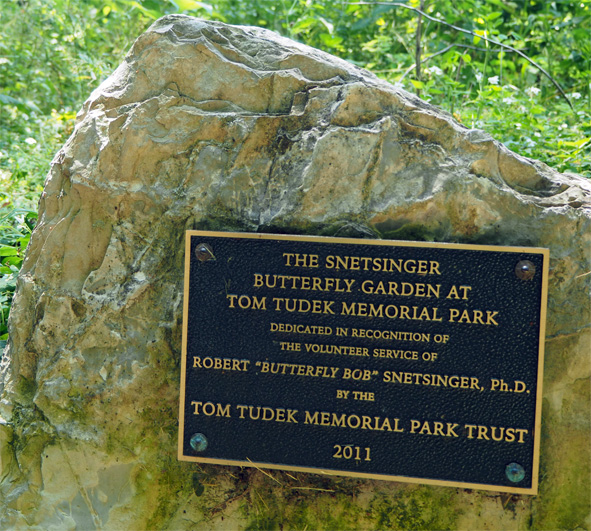 THE SNETSINGER
BUTTERFLY GARDEN AT
TOM TUDEK MEMORIAL PARK
DEDICATED IN RECOGNITION OF
THE VOLUNTEER SERVICE OF
ROBERT "BUTTERFLY BOB" SNETSINGER, Ph.D.
BY THE
TOM TUDEK MEMORIAL PARK TRUST
2011